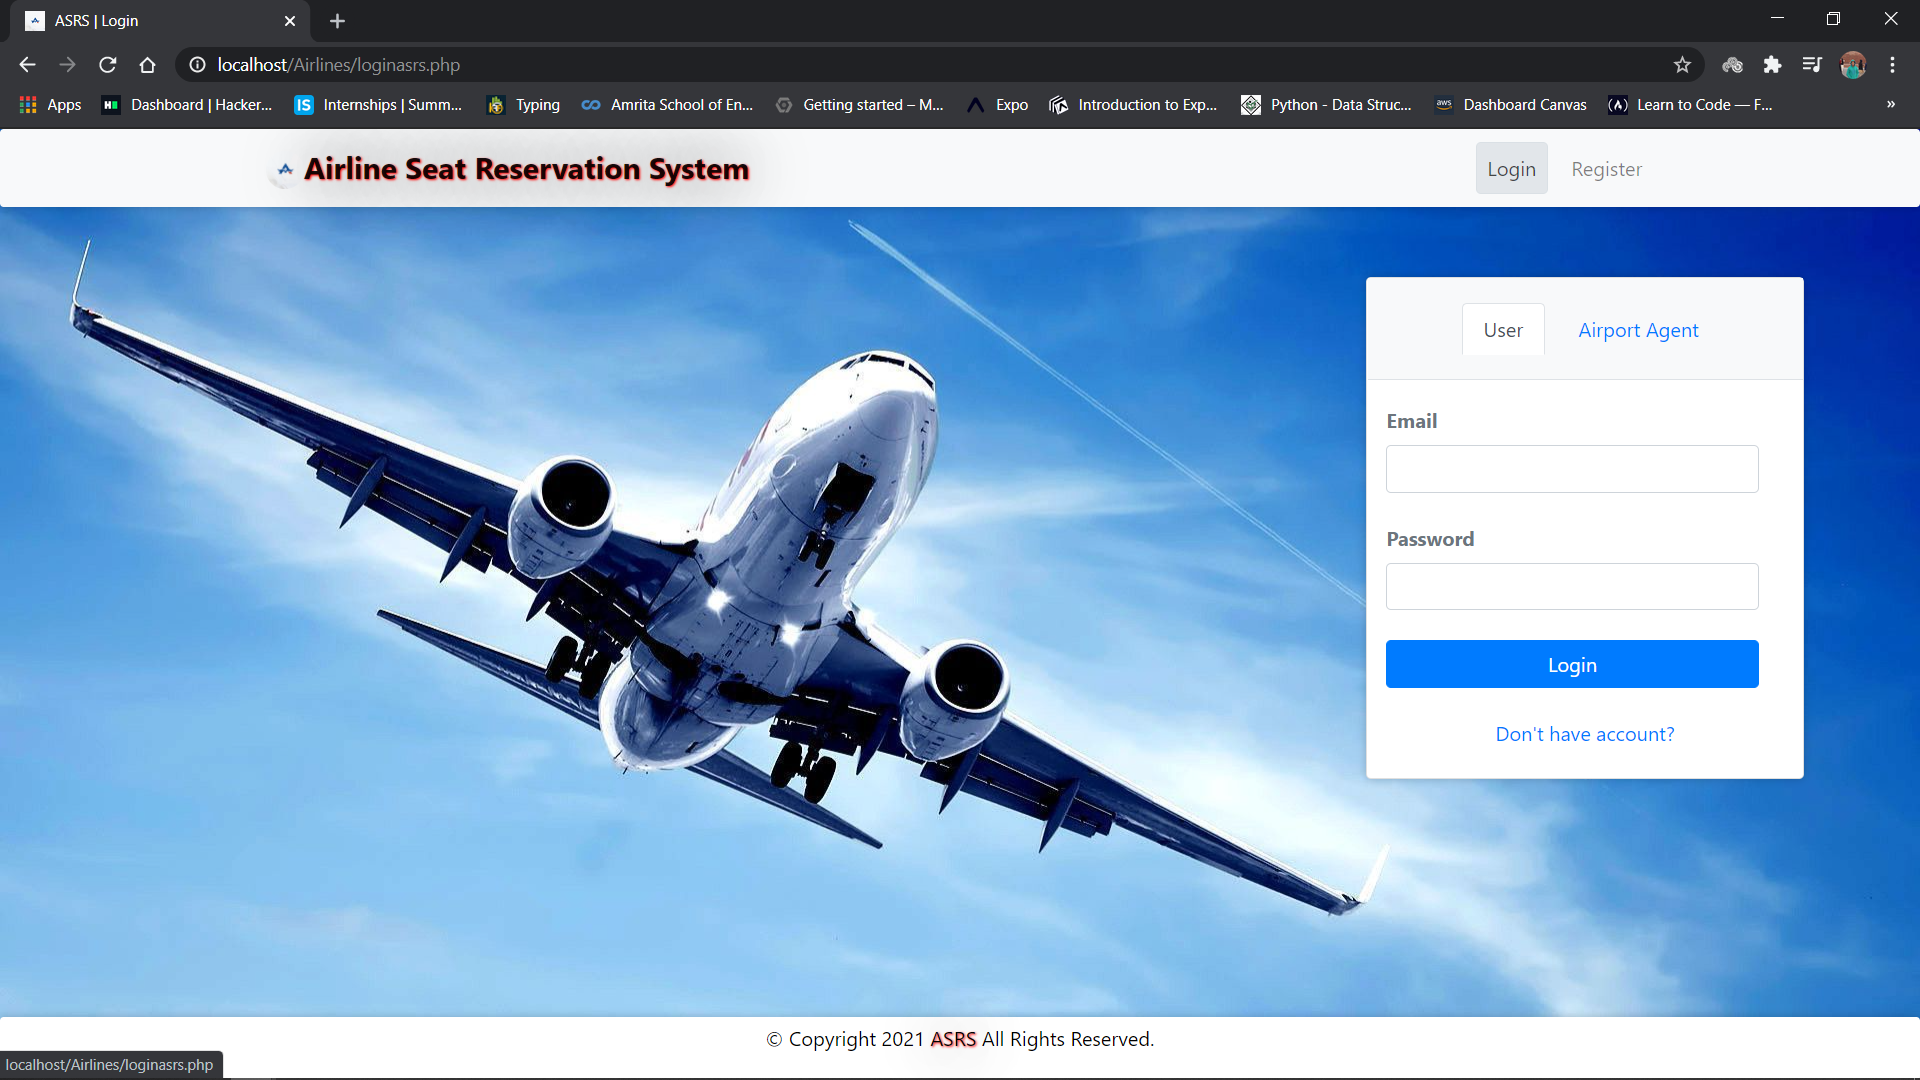 ASRS | Login
localhost/Airlines/loginasrs.php
Apps
Dashboard | Hacker...
Internships | Summ...
Typing
Amrita School of En...
Getting started – M...
Expo
Introduction to Exp...
Python - Data Struc...
aws
Dashboard Canvas
Learn to Code — F...
»
Airline Seat Reservation System
Login
Register
User
Airport Agent
Email
Password
Login
Don't have account?
© Copyright 2021 ASRS All Rights Reserved.
localhost/Airlines/loginasrs.php